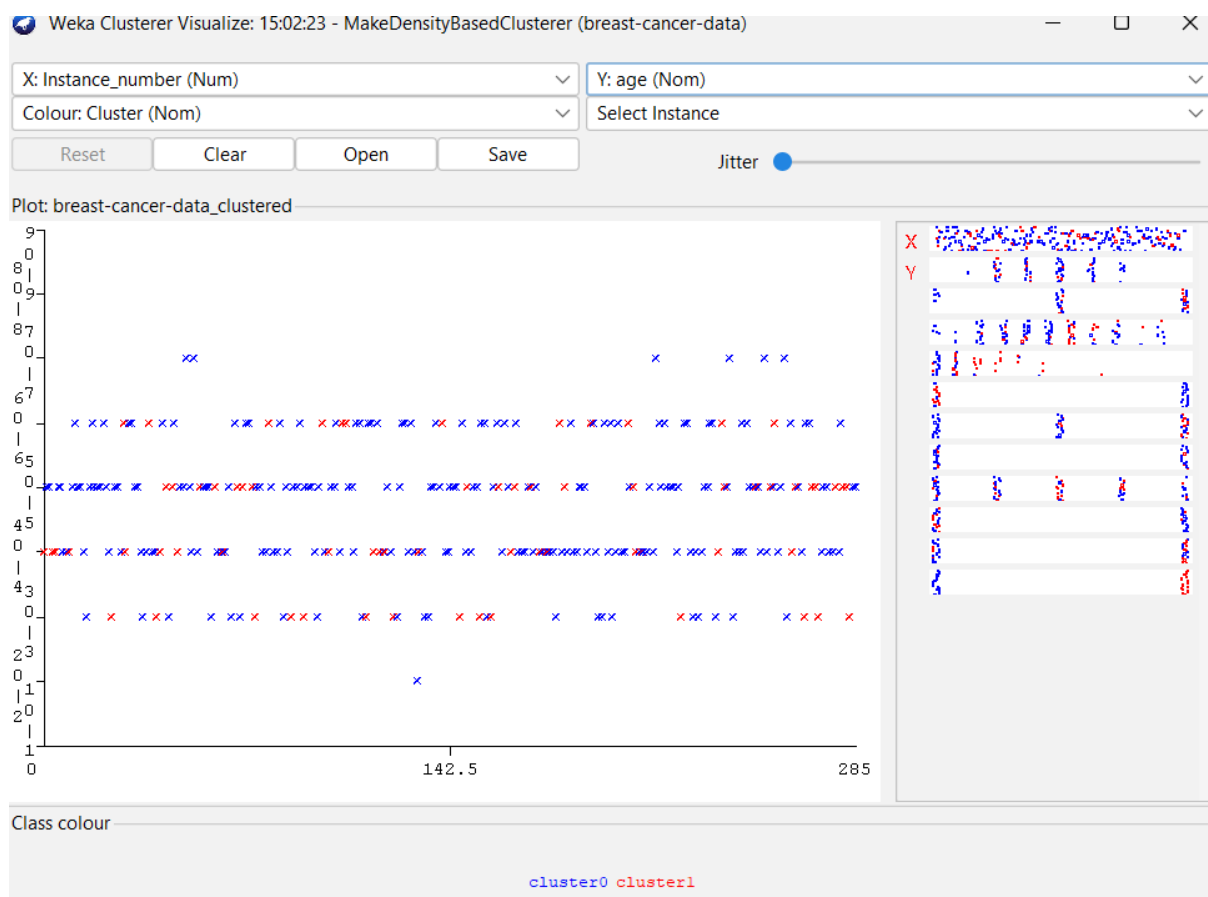 Weka Clusterer Visualize: 15:02:23 - MakeDensityBasedClusterer (breast-cancer-data)
X: Instance_number (Num)
Y: age (Nom)
Colour: Cluster (Nom)
Select Instance
Reset
Clear
Open
Save
Jitter
Plot: breast-cancer-data_clustered
X
Y
0
142.5
285
Class colour
cluster0 cluster1